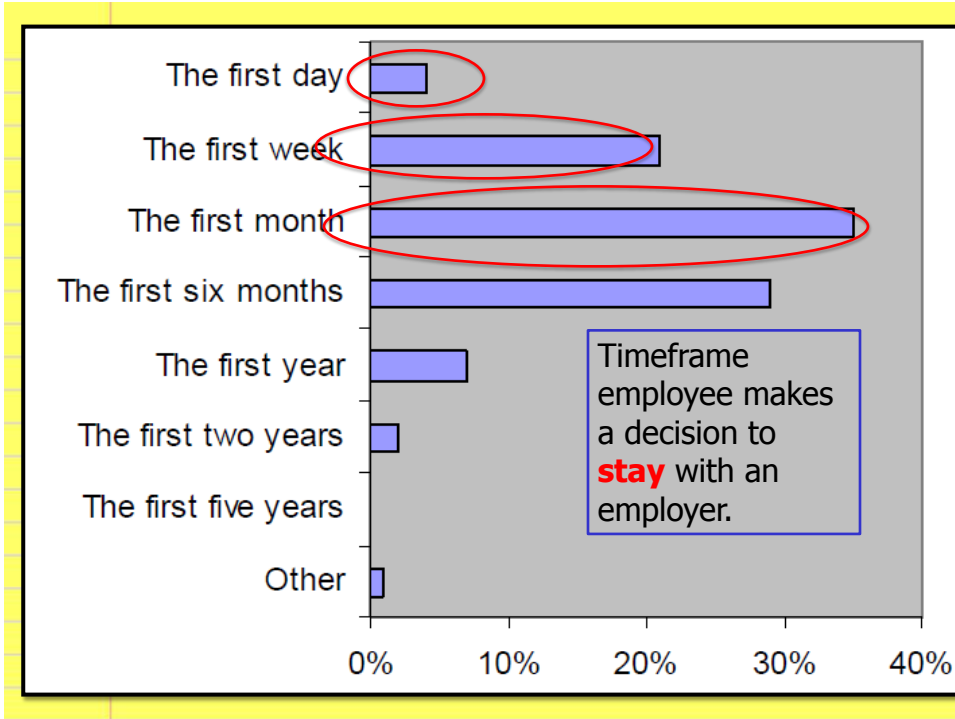 The first day
The first week
The first month
The first six months
The first year
The first two years
The first five years
Other
Timeframe
employee makes
a decision to
stay with an
employer.
0% 10% 20% 30% 40%